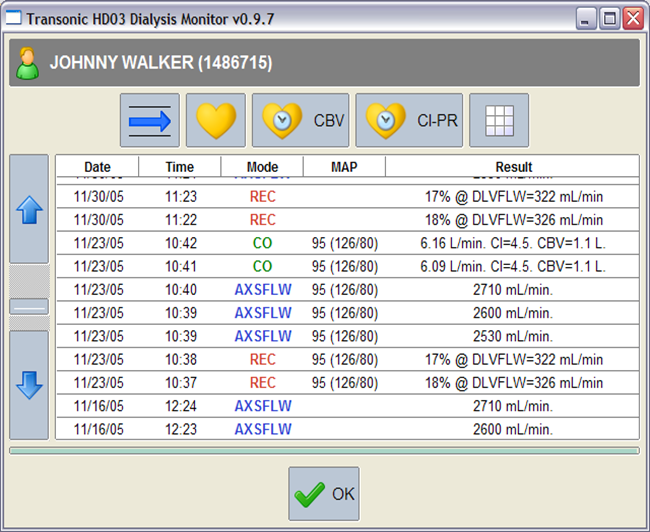 Transonic HD03 Dialysis Monitor v0.9.7
JOHNNY WALKER (1486715)
CBV CI-PR
Date Time Mode MAP Result
11/30/05 11:23 REC 17% @ DLVFLW=322 mL/min
11/30/05 11:22 REC 18% @ DLVFLW=326 mL/min
11/23/05 10:42 CO 95 (126/80) 6.16 L/min. CI=4.5. CBV=1.1 L.
11/23/05 10:41 CO 95 (126/80) 6.09 L/min. CI=4.5. CBV=1.1 L.
11/23/05 10:40 AXSFLW 95 (126/80) 2710 mL/min.
11/23/05 10:39 AXSFLW 95 (126/80) 2600 mL/min.
11/23/05 10:39 AXSFLW 95 (126/80) 2530 mL/min.
11/23/05 10:38 REC 95 (126/80) 17% @ DLVFLW=322 mL/min
11/23/05 10:37 REC 95 (126/80) 18% @ DLVFLW=326 mL/min
11/16/05 12:24 AXSFLW 2710 mL/min.
11/16/05 12:23 AXSFLW 2600 mL/min.
OK